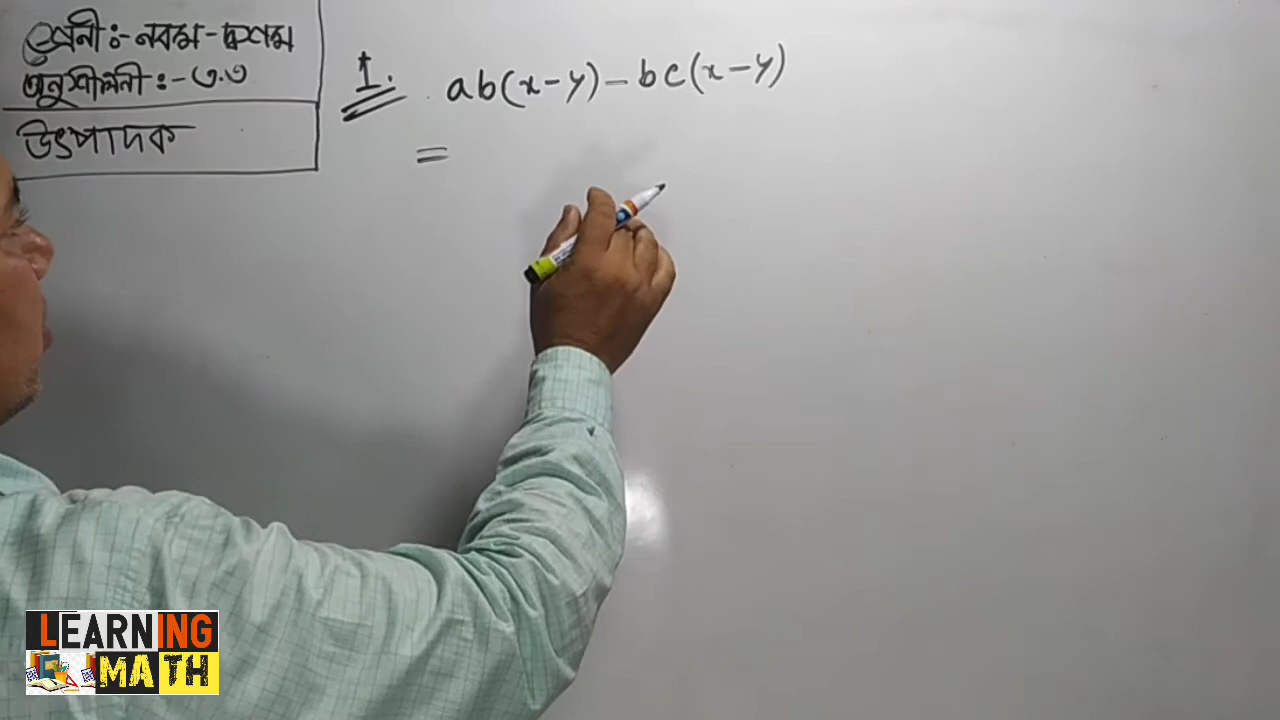 শ্রেনী:- নবম - দশম
অনুশীলনী:- ৩.৩
উৎপাদক
1. ab(x-y) - bc(x-y)
=
LEARNING
MATH